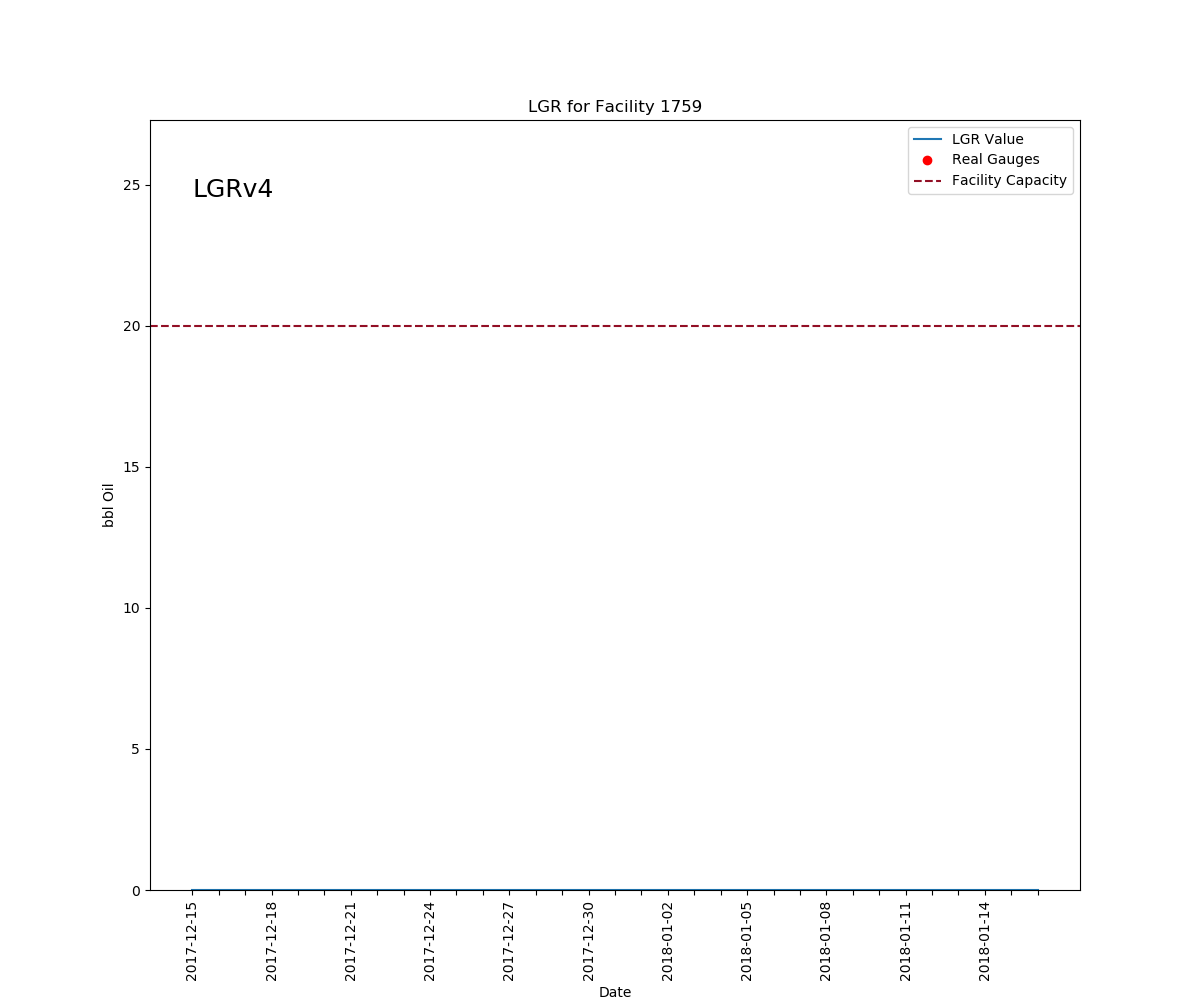 LGR for Facility 1759
LGR Value
Real Gauges
Facility Capacity
LGRv4
25
20
15
10
5
0
bbl Oil
2017-12-15
2017-12-18
2017-12-21
2017-12-24
2017-12-27
2017-12-30
2018-01-02
2018-01-05
2018-01-08
2018-01-11
2018-01-14
Date